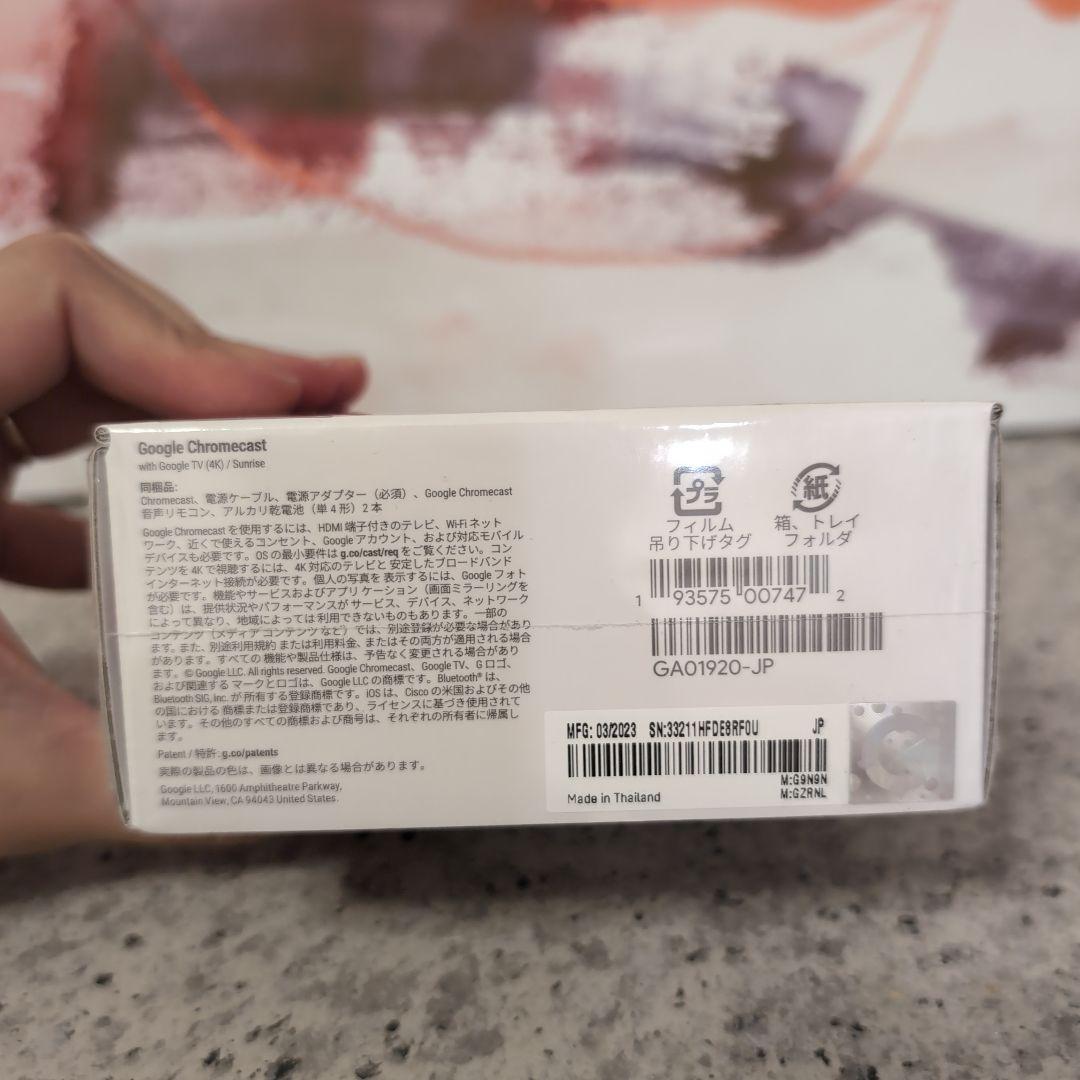 Google Chromecast
with Google TV (4K) / Sunrise
同梱品:
Chromecast、電源ケーブル、電源アダプター（必須）、Google Chromecast
音声リモコン、アルカリ乾電池（単4形）2本
Google Chromecast を使用するには、HDMI 端子付きのテレビ、Wi-Fi ネット
ワーク、近くで使えるコンセント、Google アカウント、および対応モバイル
デバイスも必要です。OS の最小要件は g.co/cast/req をご覧ください。コン
テンツを 4K で視聴するには、4K 対応のテレビと 安定したブロードバンド
インターネット接続が必要です。個人の写真を 表示するには、Google フォト
が必要です。機能やサービスおよびアプリケーション（画面ミラーリングを
含む）は、提供状況やパフォーマンスが サービス、デバイス、ネットワーク
によって異なり、地域によっては 利用できないものもあります。一部の
コンテンツ（メディア コンテンツ など）では、別途登録が必要な場合があり
ます。また、別途利用規約 または利用料金、またはその両方が適用される場合
があります。すべての 機能や製品仕様は、予告なく変更される場合があり
ます。© Google LLC. All rights reserved. Google Chromecast、Google TV、G ロゴ、
および関連する マークとロゴは、Google LLC の商標です。Bluetooth® は、
Bluetooth SIG, Inc. が所有する登録商標です。iOS は、Cisco の米国およびその他
の国における 商標または登録商標であり、ライセンスに基づき使用されて
います。その他のすべての商標および商号は、それぞれの所有者に帰属し
ます。
Patent / 特許: g.co/patents
実際の製品の色は、画像とは異なる場合があります。
Google LLC, 1600 Amphitheatre Parkway,
Mountain View, CA 94043 United States.
プラ
フィルム
吊り下げタグ
紙
箱、トレイ
フォルダ
1 93575 00747 2
GA01920-JP
MFG: 03/2023 SN:33211HFDE8RF0U JP
M:G9N9N
M:GZRNL
Made in Thailand
G